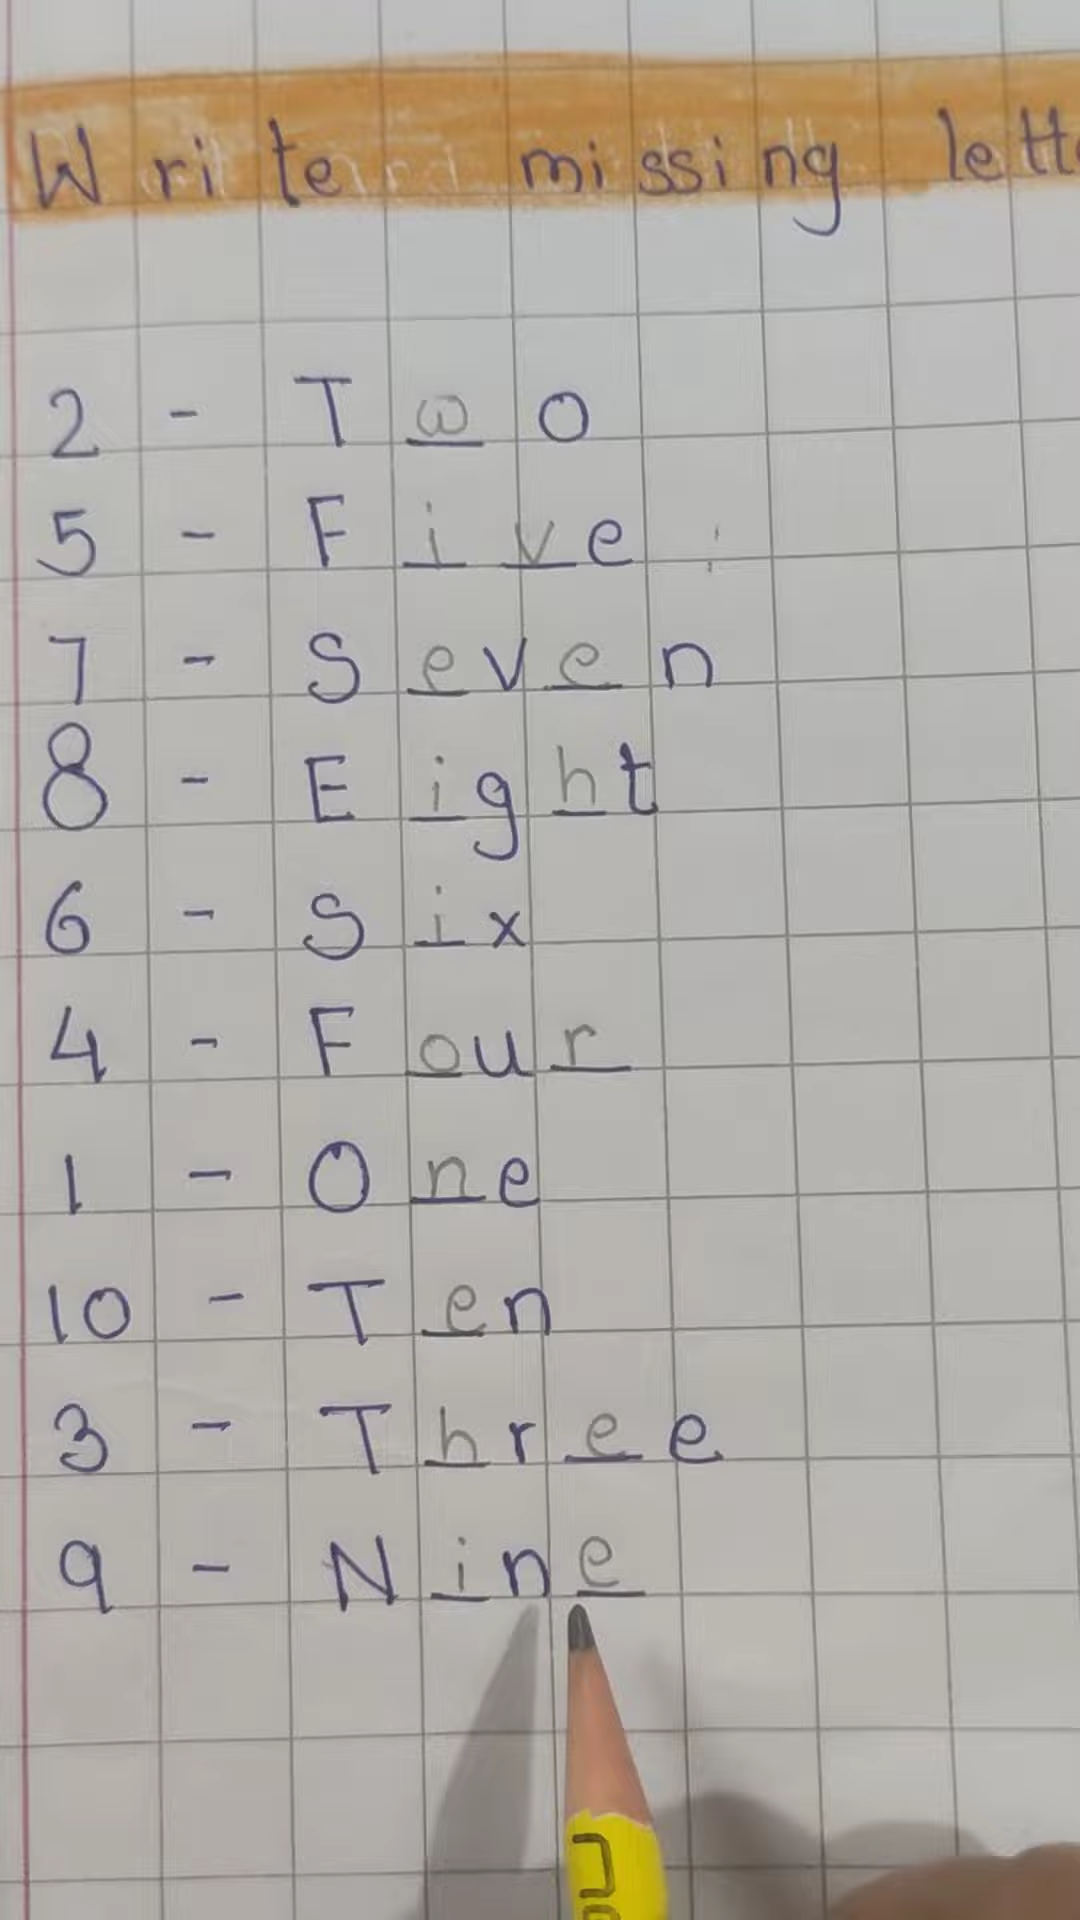 Write missing
2 - Two
5 - Five
7 - Seven
8 - Eight
6 - Six
4 - Four
1 - One
10 - Ten
3 - Three
9 - Nine